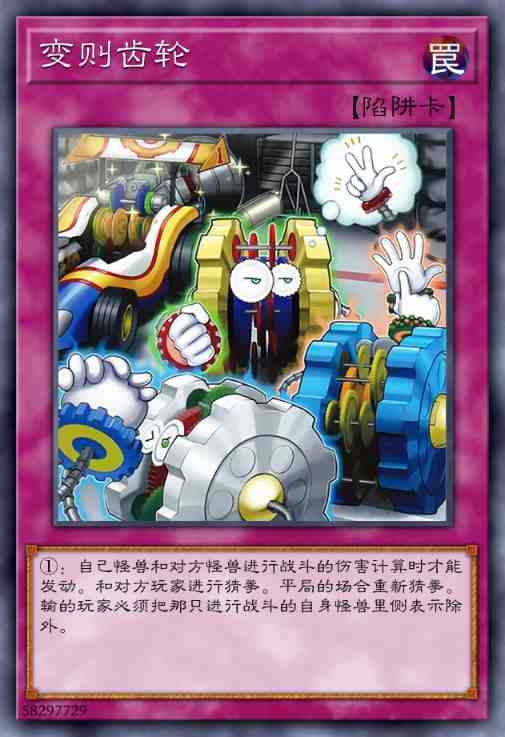 变则齿轮
罠
【陷阱卡】
①：自己怪兽和对方怪兽进行战斗的伤害计算时才能
发动。和对方玩家进行猜拳。平局的场合重新猜拳。
输的玩家必须把那只进行战斗的自身怪兽里侧表示除
外。
58297729